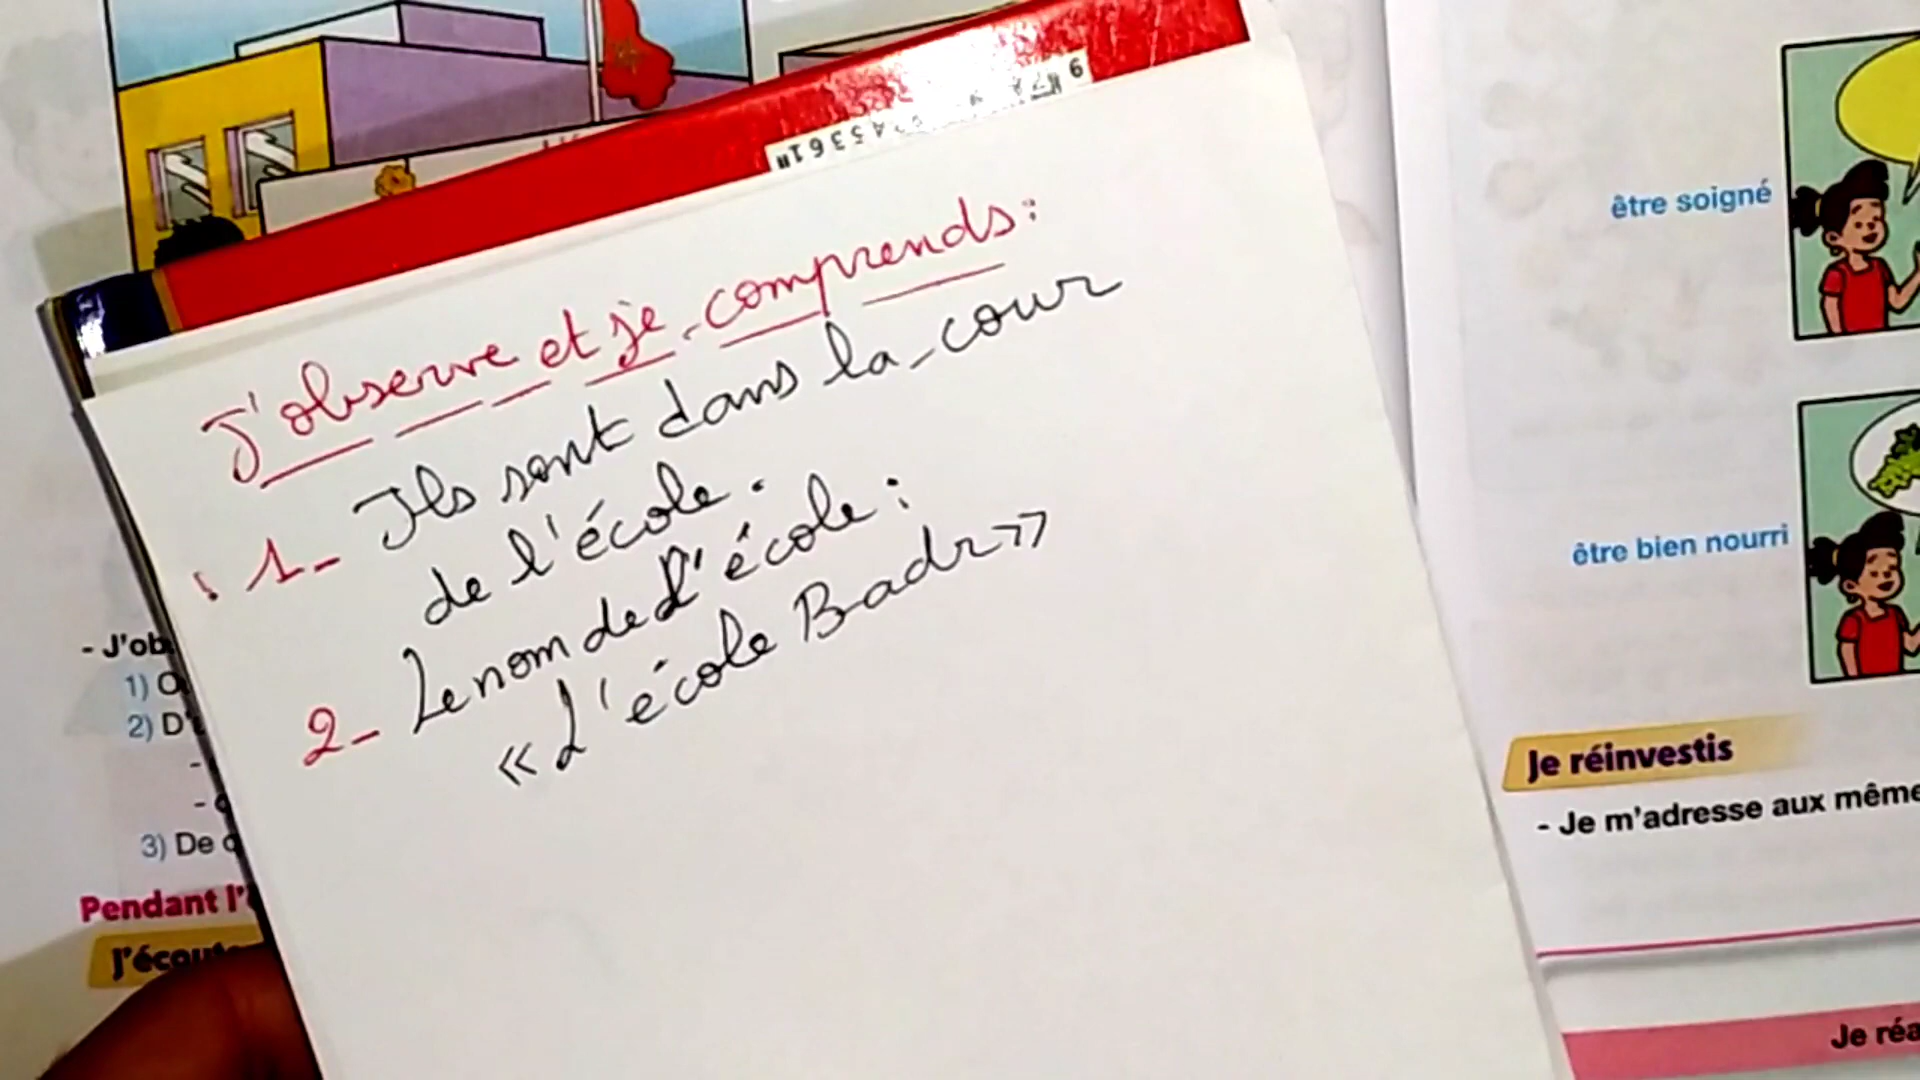 J'observe et je comprends:
1- Ils sont dans la cour
de l'école.
2- Le nom de l'école:
«L'école Badr»
- J'ob
1)
2) D'
-
-
3) De
Pendant l'
J'écoute
être soigné
être bien nourri
Je réinvestis
- Je m'adresse aux même
Je réa